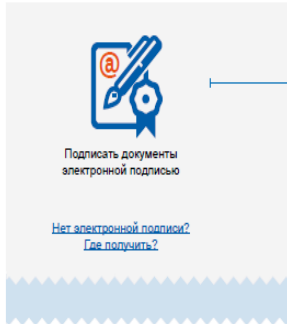 @
Подписать документы
электронной подписью
Нет электронной подписи?
Где получить?